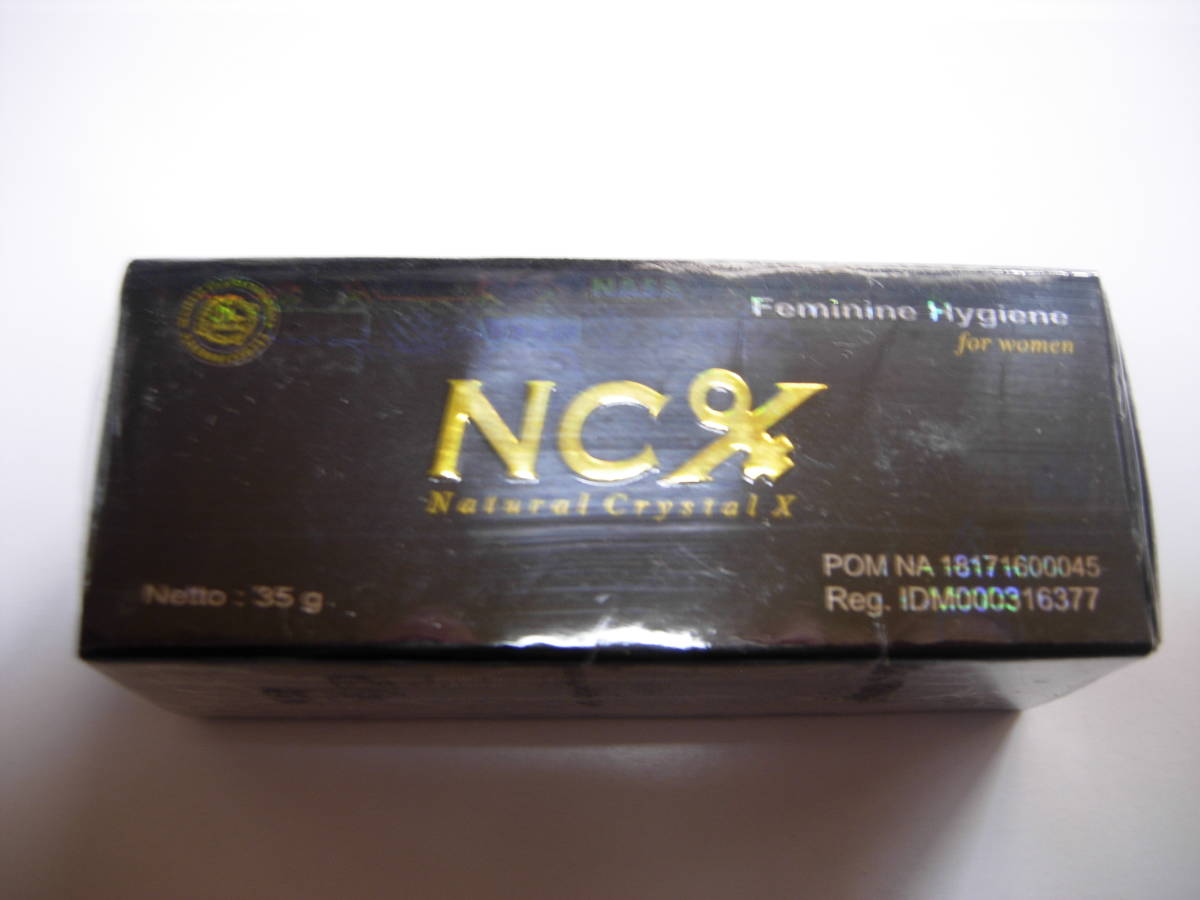 Feminine Hygiene
for women
NCX
Natural Crystal X
Netto : 35 g
POM NA 18171600045
Reg. IDM000316377